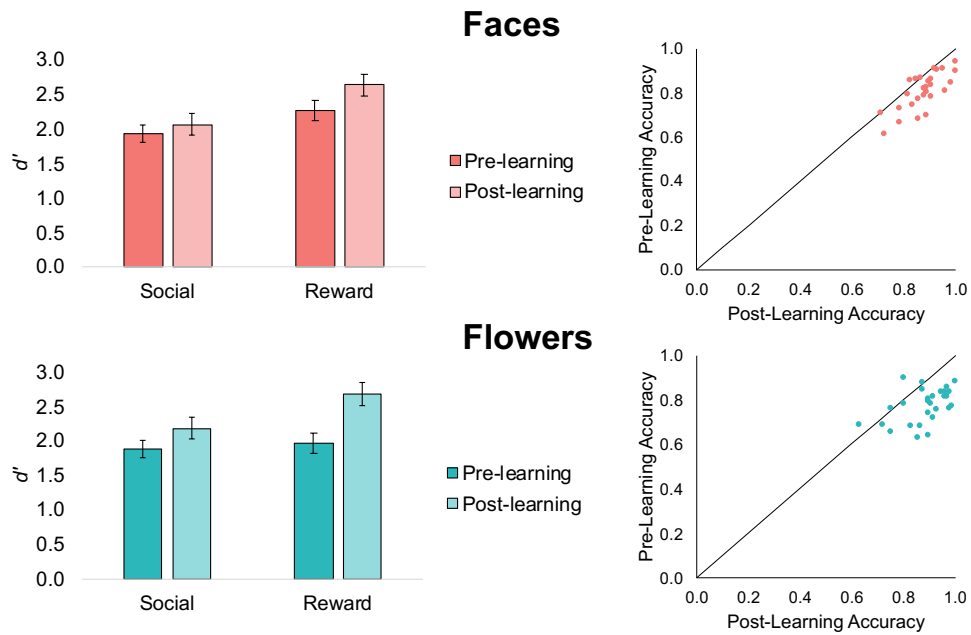 Faces
3.0
2.5
2.0
1.5
1.0
0.5
0.0
d'
Social
Reward
Pre-learning
Post-learning
1.0
0.8
0.6
0.4
0.2
0.0
Pre-Learning Accuracy
0.0 0.2 0.4 0.6 0.8 1.0
Post-Learning Accuracy
Flowers
3.0
2.5
2.0
1.5
1.0
0.5
0.0
d'
Social
Reward
Pre-learning
Post-learning
1.0
0.8
0.6
0.4
0.2
0.0
Pre-Learning Accuracy
0.0 0.2 0.4 0.6 0.8 1.0
Post-Learning Accuracy